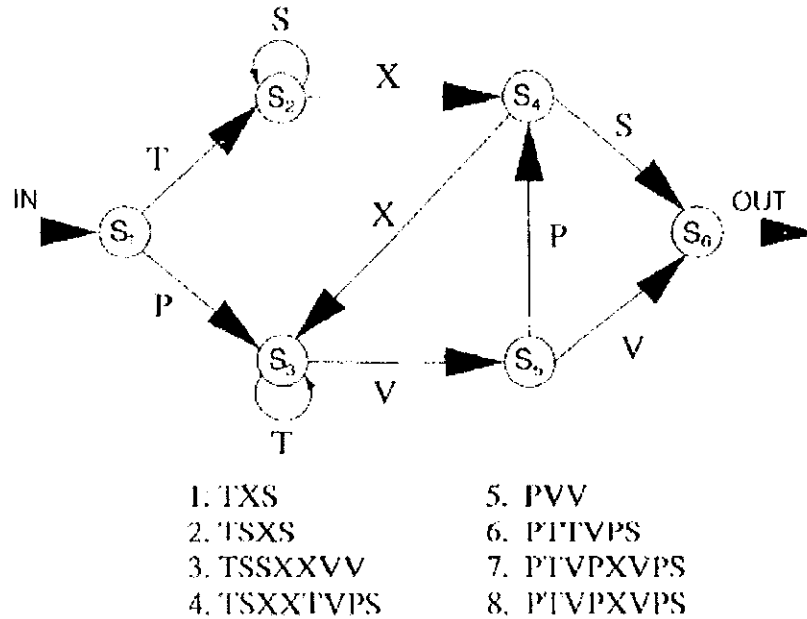 S
X
S₂
S₄
T
S
IN
X
OUT
S₁
P
S₆
P
V
S₃
S₅
V
T
1. TXS
2. TSXS
3. TSSXXVV
4. TSXXTVPS
5. PVV
6. PTTVPS
7. PTVPXVPS
8. PTVPXVPS